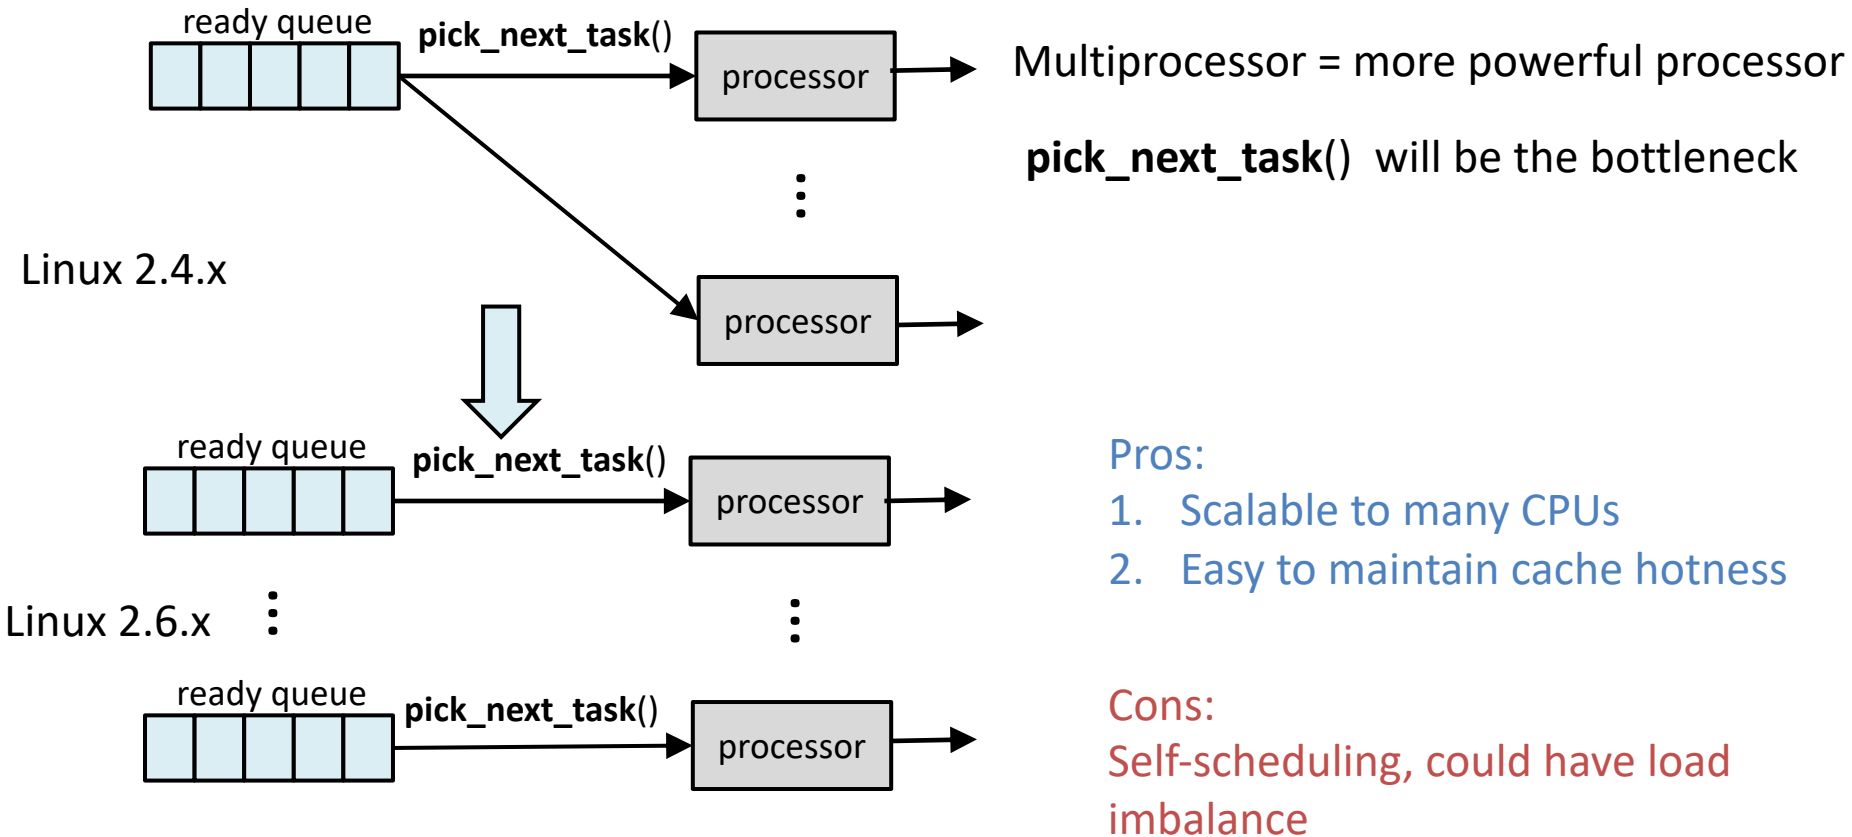 ready queue
pick_next_task()
processor
Multiprocessor = more powerful processor
pick_next_task() will be the bottleneck
Linux 2.4.x
processor
ready queue
pick_next_task()
processor
Pros:
1. Scalable to many CPUs
2. Easy to maintain cache hotness
Linux 2.6.x
ready queue
pick_next_task()
processor
Cons:
Self-scheduling, could have load
imbalance